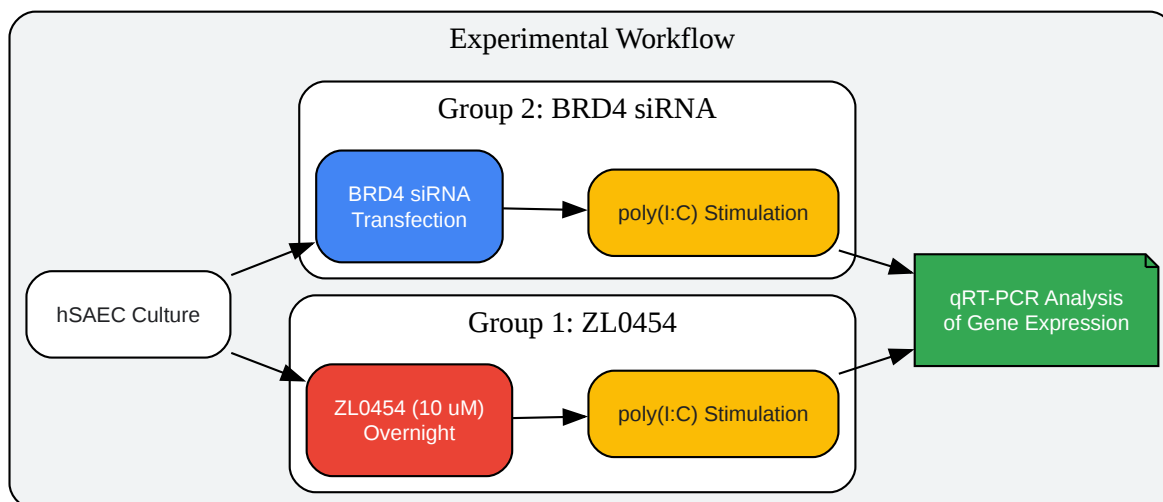 Experimental Workflow
Group 2: BRD4 siRNA
BRD4 siRNA
Transfection
poly(I:C) Stimulation
hSAEC Culture
qRT-PCR Analysis
of Gene Expression
Group 1: ZL0454
ZL0454 (10 uM)
Overnight
poly(I:C) Stimulation